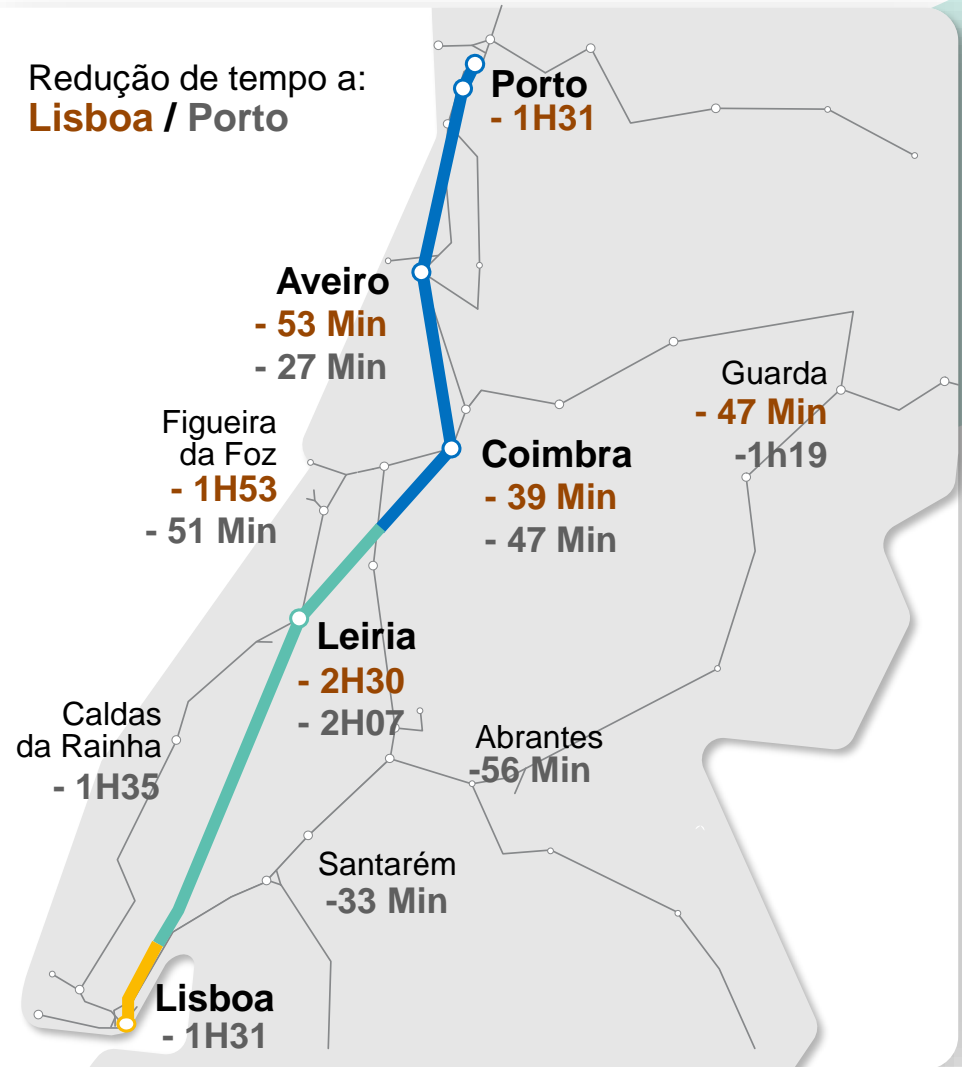 Redução de tempo a:
Lisboa / Porto
Porto
- 1H31
Aveiro
- 53 Min
- 27 Min
Guarda
- 47 Min
-1h19
Figueira
da Foz
- 1H53
- 51 Min
Coimbra
- 39 Min
- 47 Min
Leiria
- 2H30
- 2H07
Caldas
da Rainha
- 1H35
Abrantes
-56 Min
Santarém
-33 Min
Lisboa
- 1H31